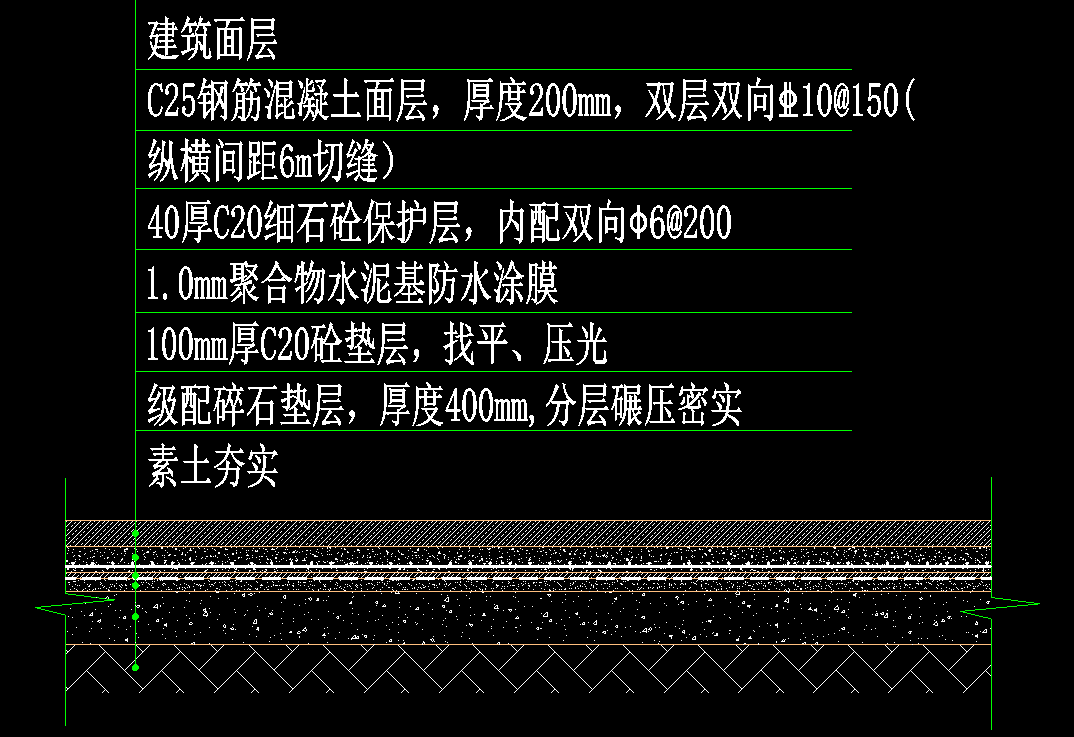 建筑面层
C25钢筋混凝土面层，厚度200mm，双层双向Φ10@150(
纵横间距6m切缝)
40厚C20细石砼保护层，内配双向Φ6@200
1.0mm聚合物水泥基防水涂膜
100mm厚C20砼垫层，找平、压光
级配碎石垫层，厚度400mm,分层碾压密实
素土夯实